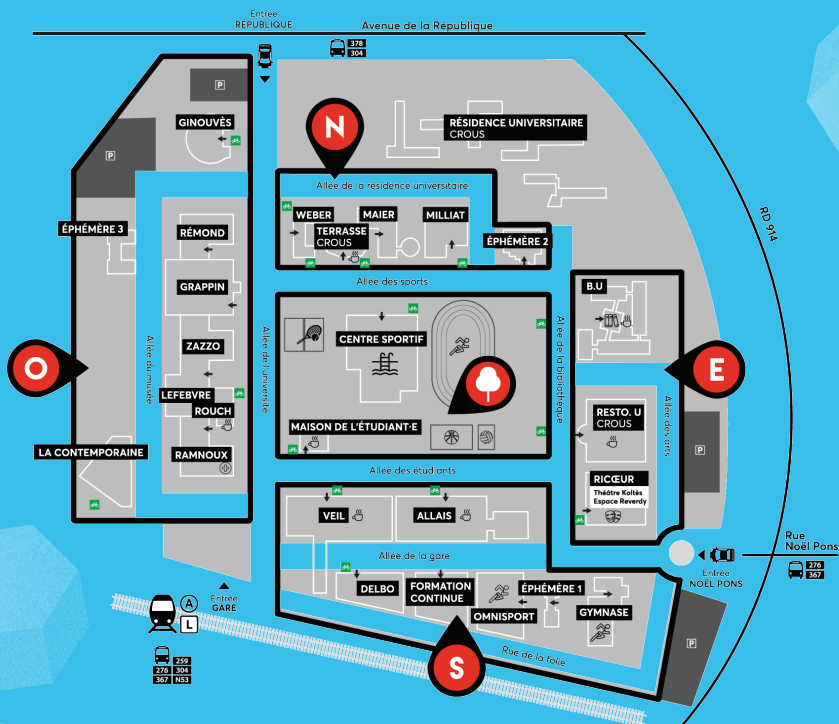 Entrée
RÉPUBLIQUE
Avenue de la République
378
304
P
GINOUVÈS
P
N
RÉSIDENCE UNIVERSITAIRE
CROUS
Allée de la résidence universitaire
WEBER
MAIER
MILLIAT
TERRASSE
CROUS
ÉPHÉMÈRE 2
ÉPHÉMÈRE 3
RÉMOND
RD 914
Allée des sports
B.U
GRAPPIN
CENTRE SPORTIF
ZAZZO
O
E
Allée du musée
Allée de l'université
Allée de la bibliothèque
Allée des arts
LEFEBVRE
ROUCH
RESTO. U
CROUS
MAISON DE L'ÉTUDIANT·E
LA CONTEMPORAINE
RAMNOUX
P
Allée des étudiants
RICŒUR
Théâtre Koltès
Espace Reverdy
VEIL
ALLAIS
Rue
Noël Pons
Allée de la gare
Entrée
NOËL PONS
276
367
DELBO
FORMATION
CONTINUE
ÉPHÉMÈRE 1
OMNISPORT
GYMNASE
Entrée
GARE
A
L
P
Rue de la folie
S
259
276 304
367 N53